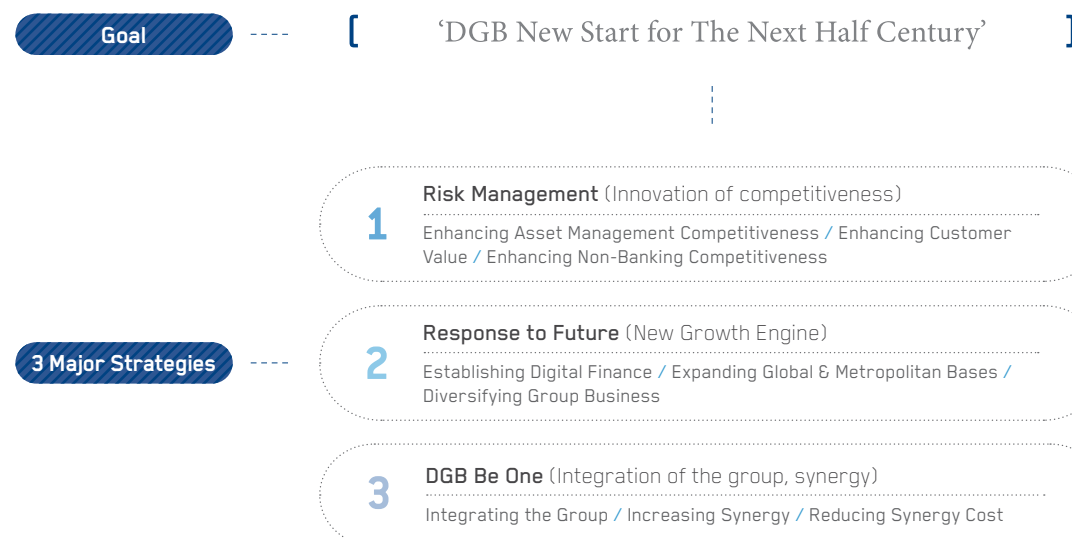 Goal
[ ‘DGB New Start for The Next Half Century’ ]
Risk Management (Innovation of competitiveness)
1
Enhancing Asset Management Competitiveness / Enhancing Customer
Value / Enhancing Non-Banking Competitiveness
3 Major Strategies
Response to Future (New Growth Engine)
2
Establishing Digital Finance / Expanding Global & Metropolitan Bases /
Diversifying Group Business
DGB Be One (Integration of the group, synergy)
3
Integrating the Group / Increasing Synergy / Reducing Synergy Cost